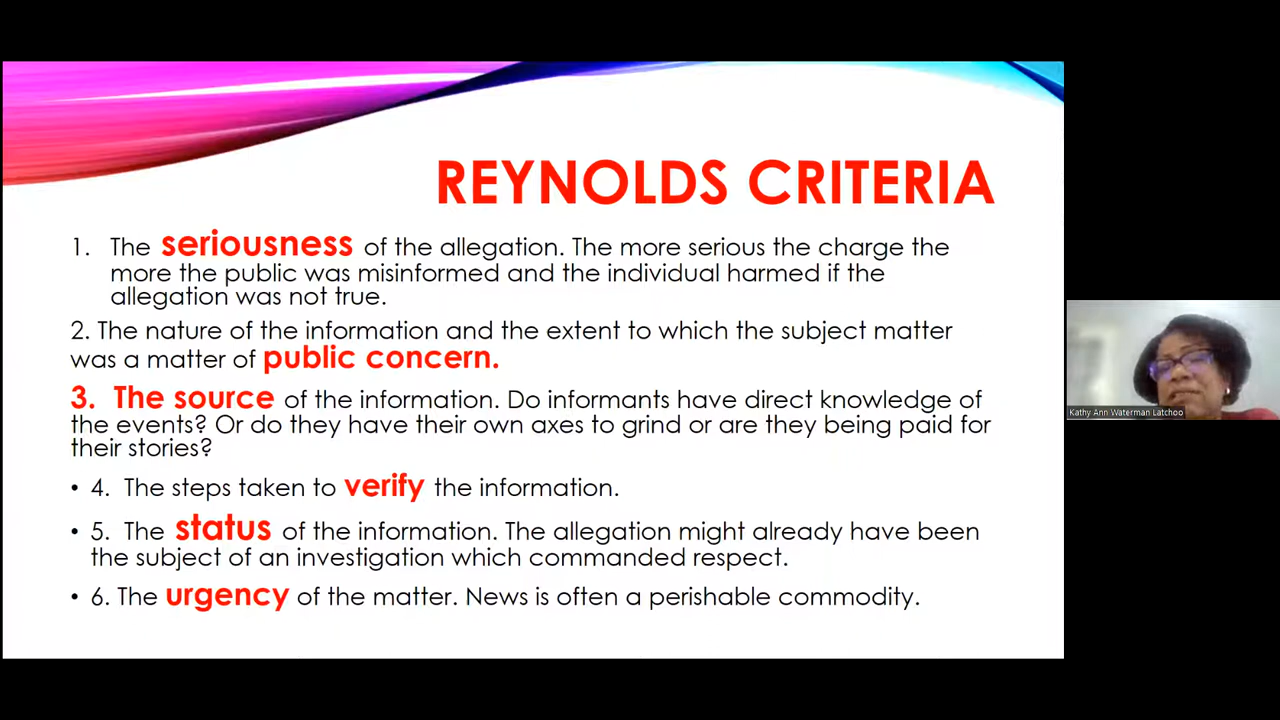 REYNOLDS CRITERIA
1. The seriousness of the allegation. The more serious the charge the
more the public was misinformed and the individual harmed if the
allegation was not true.
2. The nature of the information and the extent to which the subject matter
was a matter of public concern.
3. The source of the information. Do informants have direct knowledge of
the events? Or do they have their own axes to grind or are they being paid for
their stories?
• 4. The steps taken to verify the information.
• 5. The status of the information. The allegation might already have been
the subject of an investigation which commanded respect.
• 6. The urgency of the matter. News is often a perishable commodity.
Kathy Ann Waterman Latchoo